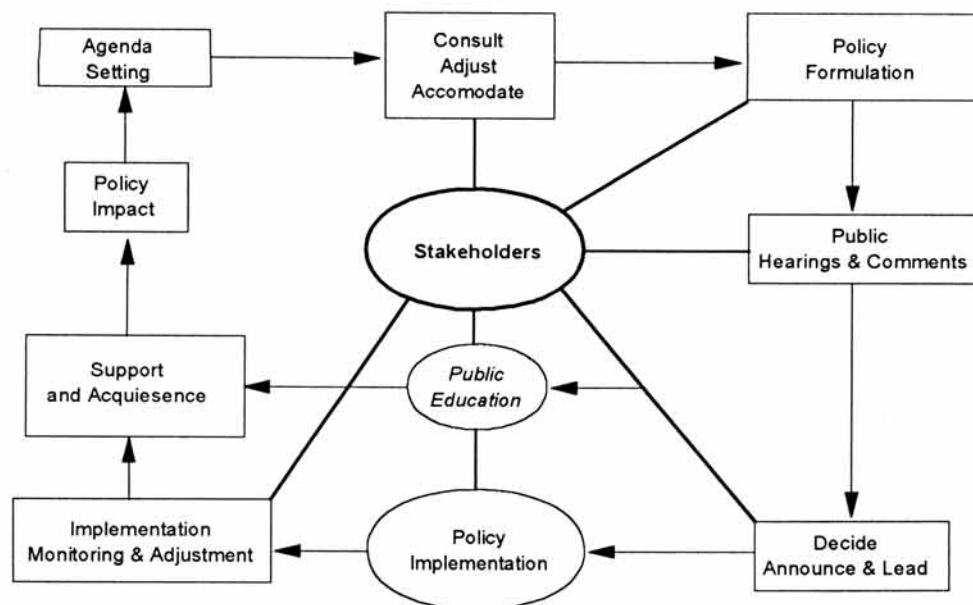 Agenda
Setting
Consult
Adjust
Accomodate
Policy
Formulation
Policy
Impact
Stakeholders
Public
Hearings & Comments
Support
and Acquiesence
Public
Education
Implementation
Monitoring & Adjustment
Policy
Implementation
Decide
Announce & Lead